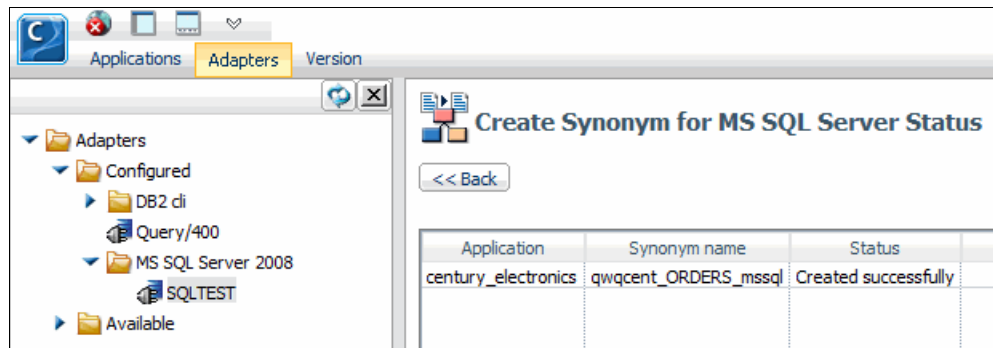 C
Applications Adapters Version
Adapters
Configured
DB2 cli
Query/400
MS SQL Server 2008
SQLTEST
Available
Create Synonym for MS SQL Server Status
<< Back
Application Synonym name Status
century_electronics qwqcent_ORDERS_mssql Created successfully